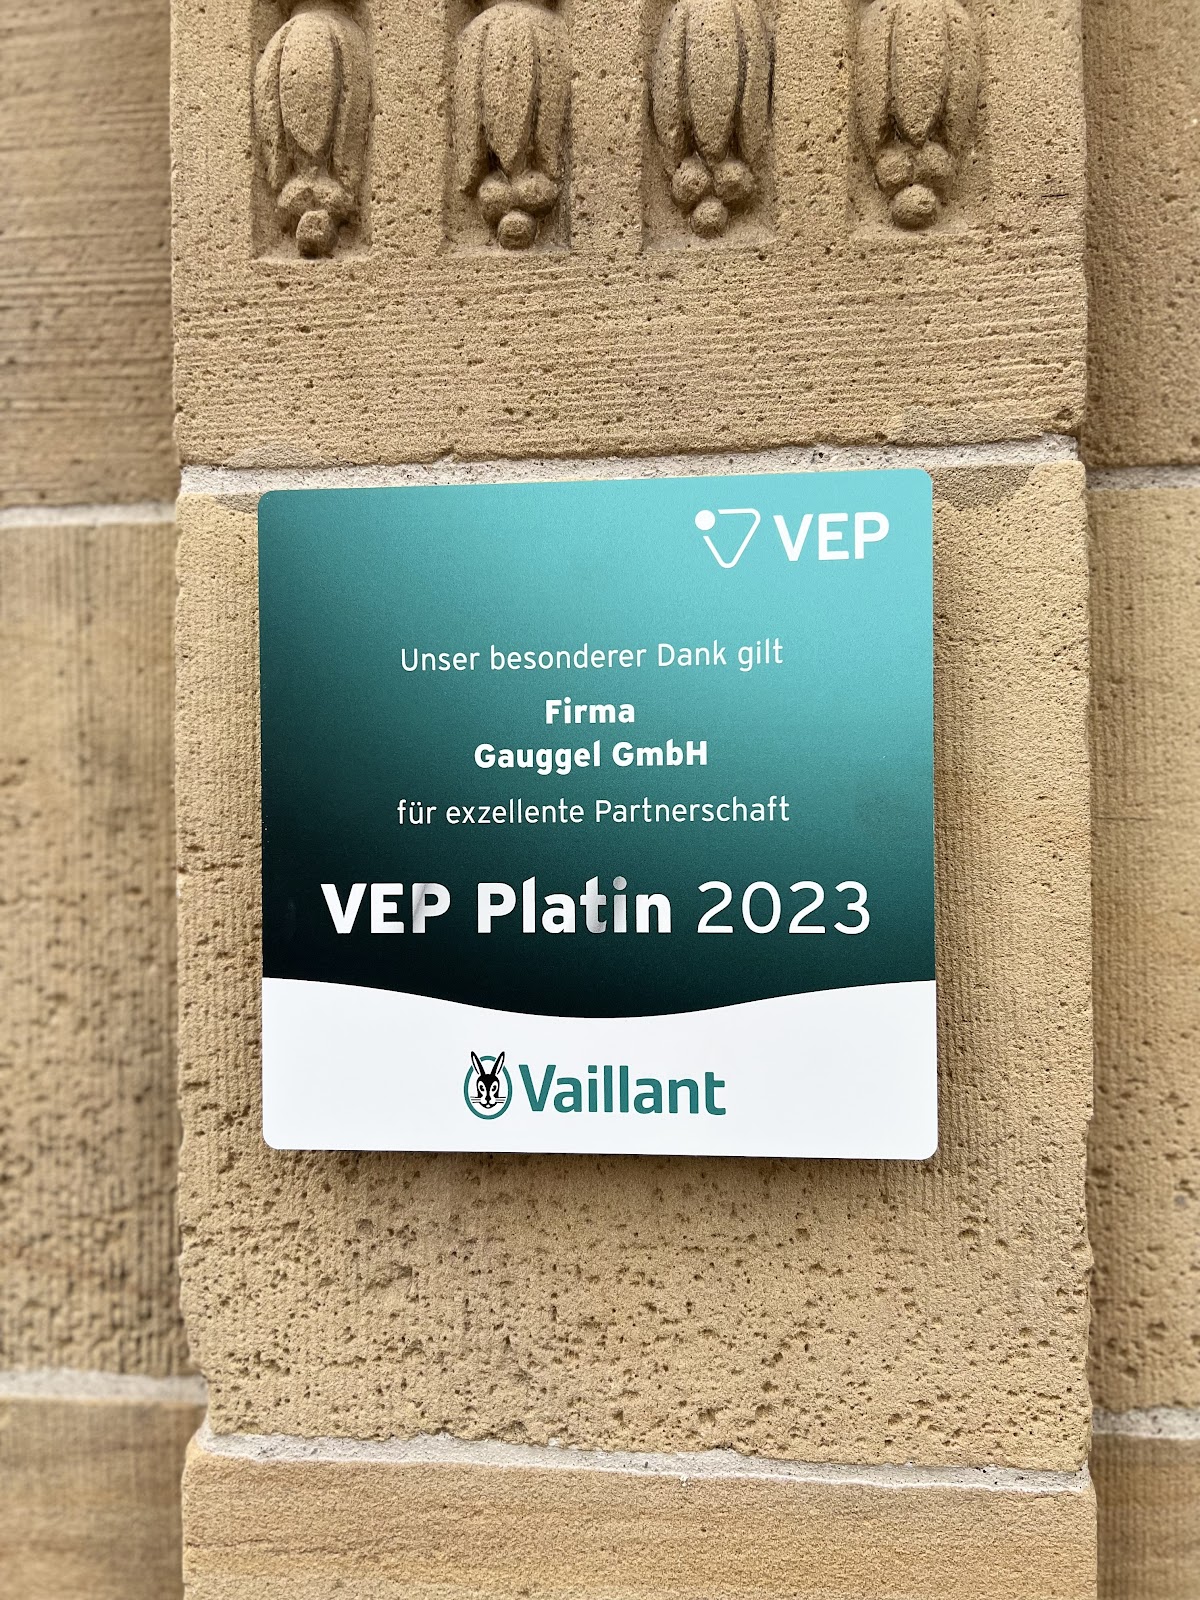 VEP
Unser besonderer Dank gilt
Firma
Gauggel GmbH
für exzellente Partnerschaft
VEP Platin 2023
Vaillant